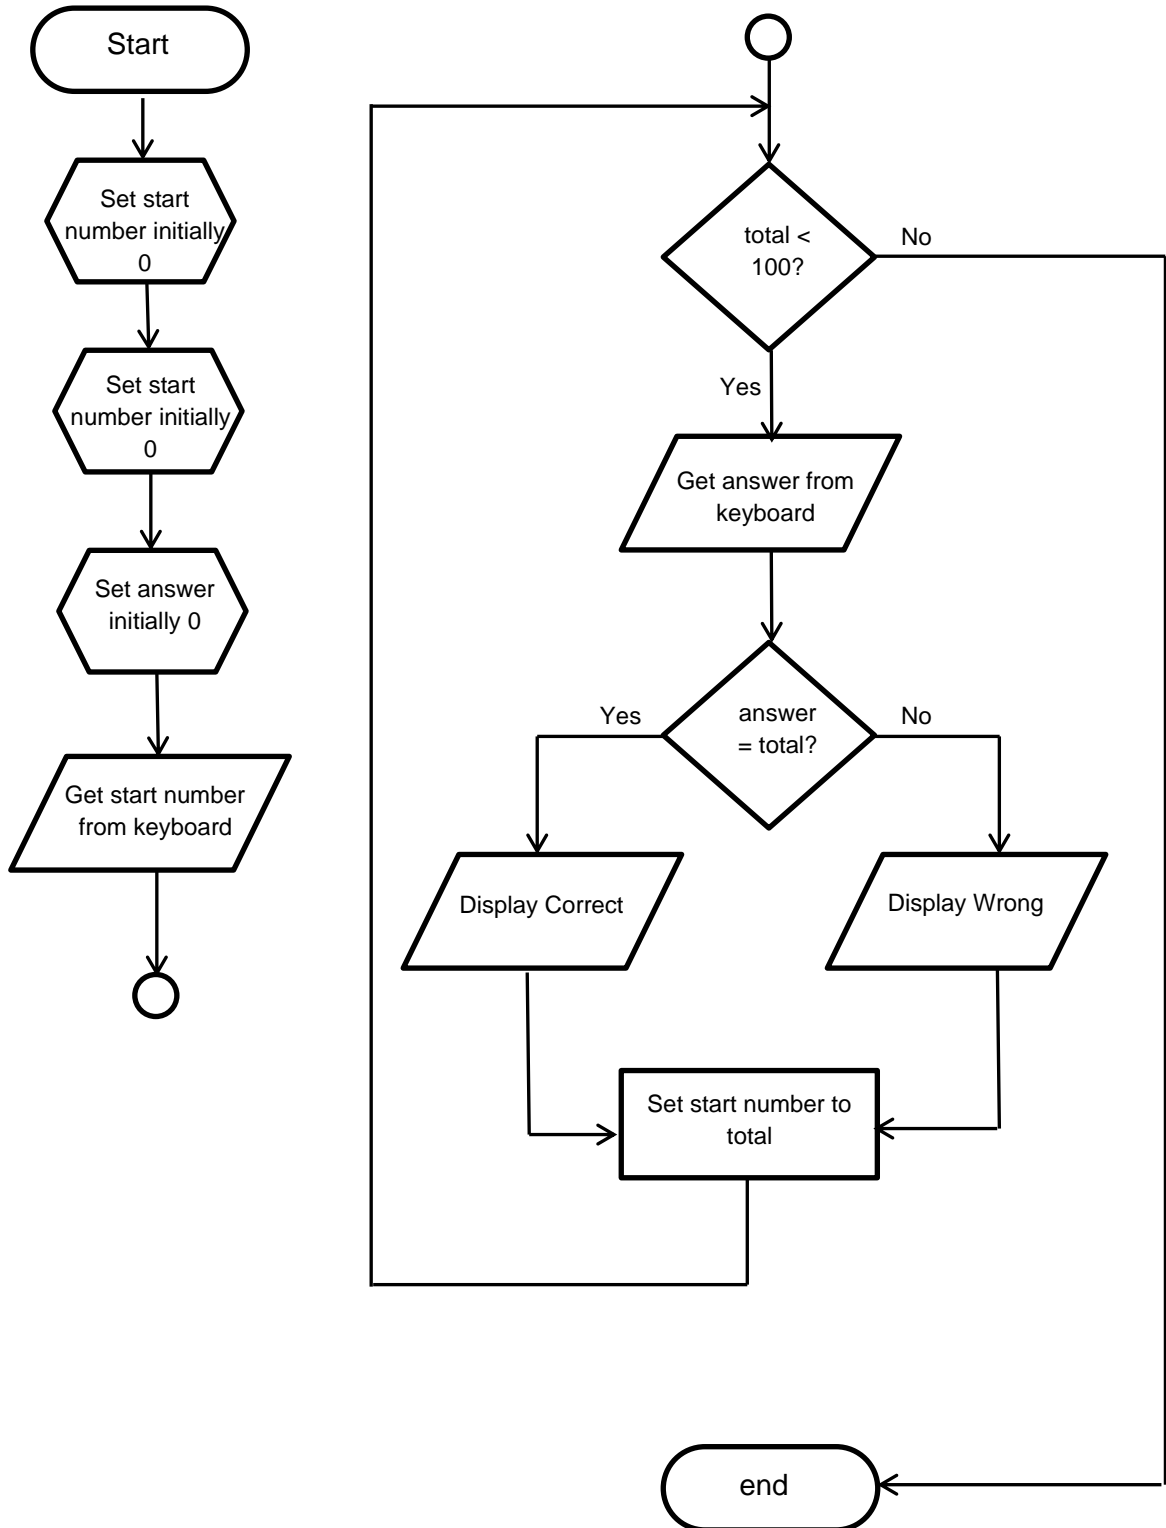 Start
Set start
number initially
0
Set start
number initially
0
Set answer
initially 0
Get start number
from keyboard
total <
100?
No
Yes
Get answer from
keyboard
answer
= total?
Yes
No
Display Correct
Display Wrong
Set start number to
total
end